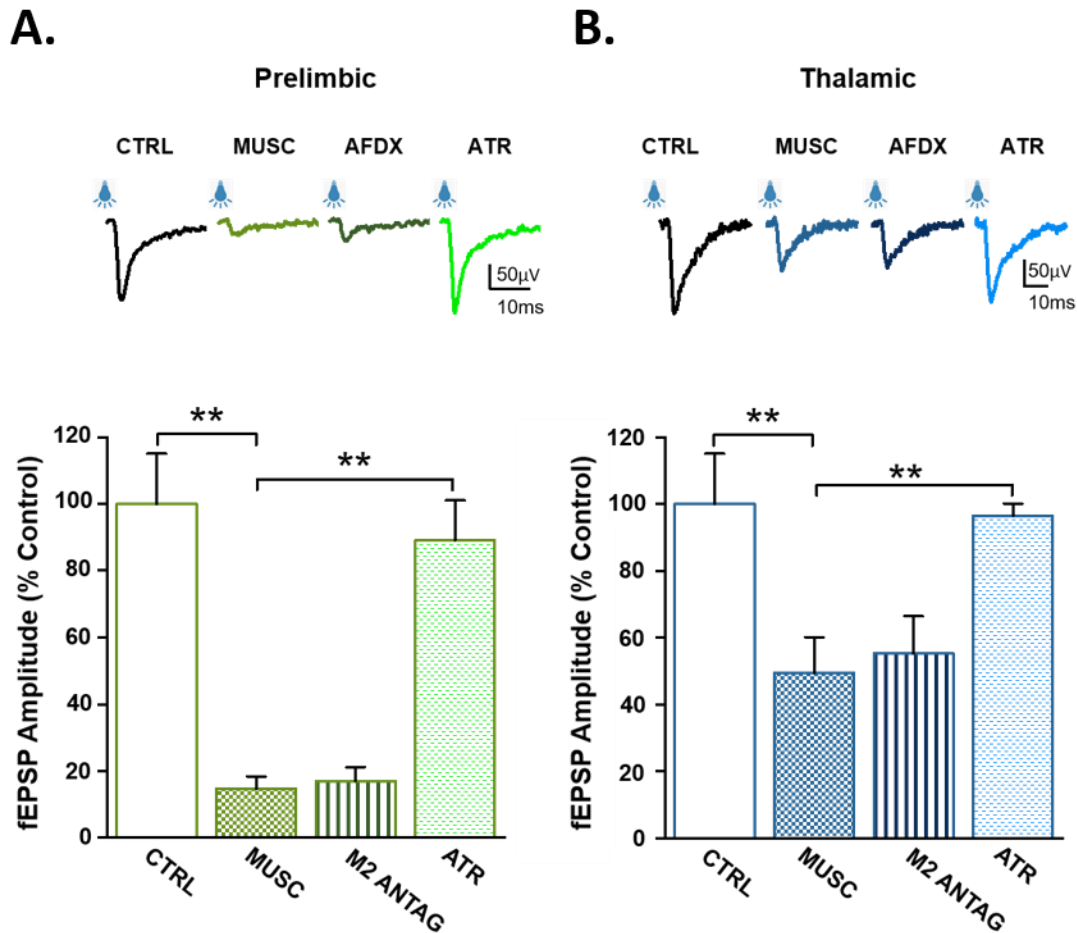 A.
Prelimbic
CTRL MUSC AFDX ATR
50µV
10ms
**
**
fEPSP Amplitude (% Control)
120
100
80
60
40
20
0
CTRL
MUSC
M2 ANTAG
ATR
B.
Thalamic
CTRL MUSC AFDX ATR
50µV
10ms
**
**
fEPSP Amplitude (% Control)
120
100
80
60
40
20
0
CTRL
MUSC
M2 ANTAG
ATR